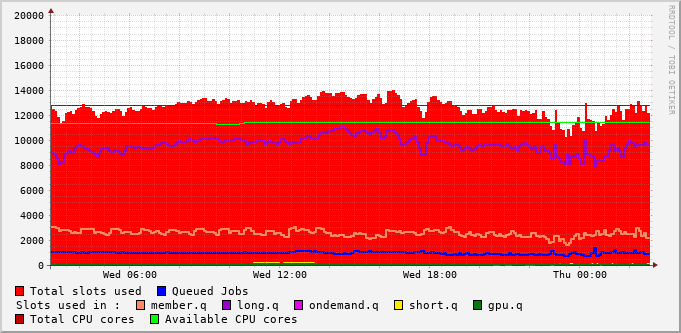 20000
18000
16000
14000
12000
10000
8000
6000
4000
2000
0
Wed 06:00 Wed 12:00 Wed 18:00 Thu 00:00
RRDTOOL / TOBI OETIKER
Total slots used Queued Jobs
Slots used in : member.q long.q ondemand.q short.q gpu.q
Total CPU cores Available CPU cores